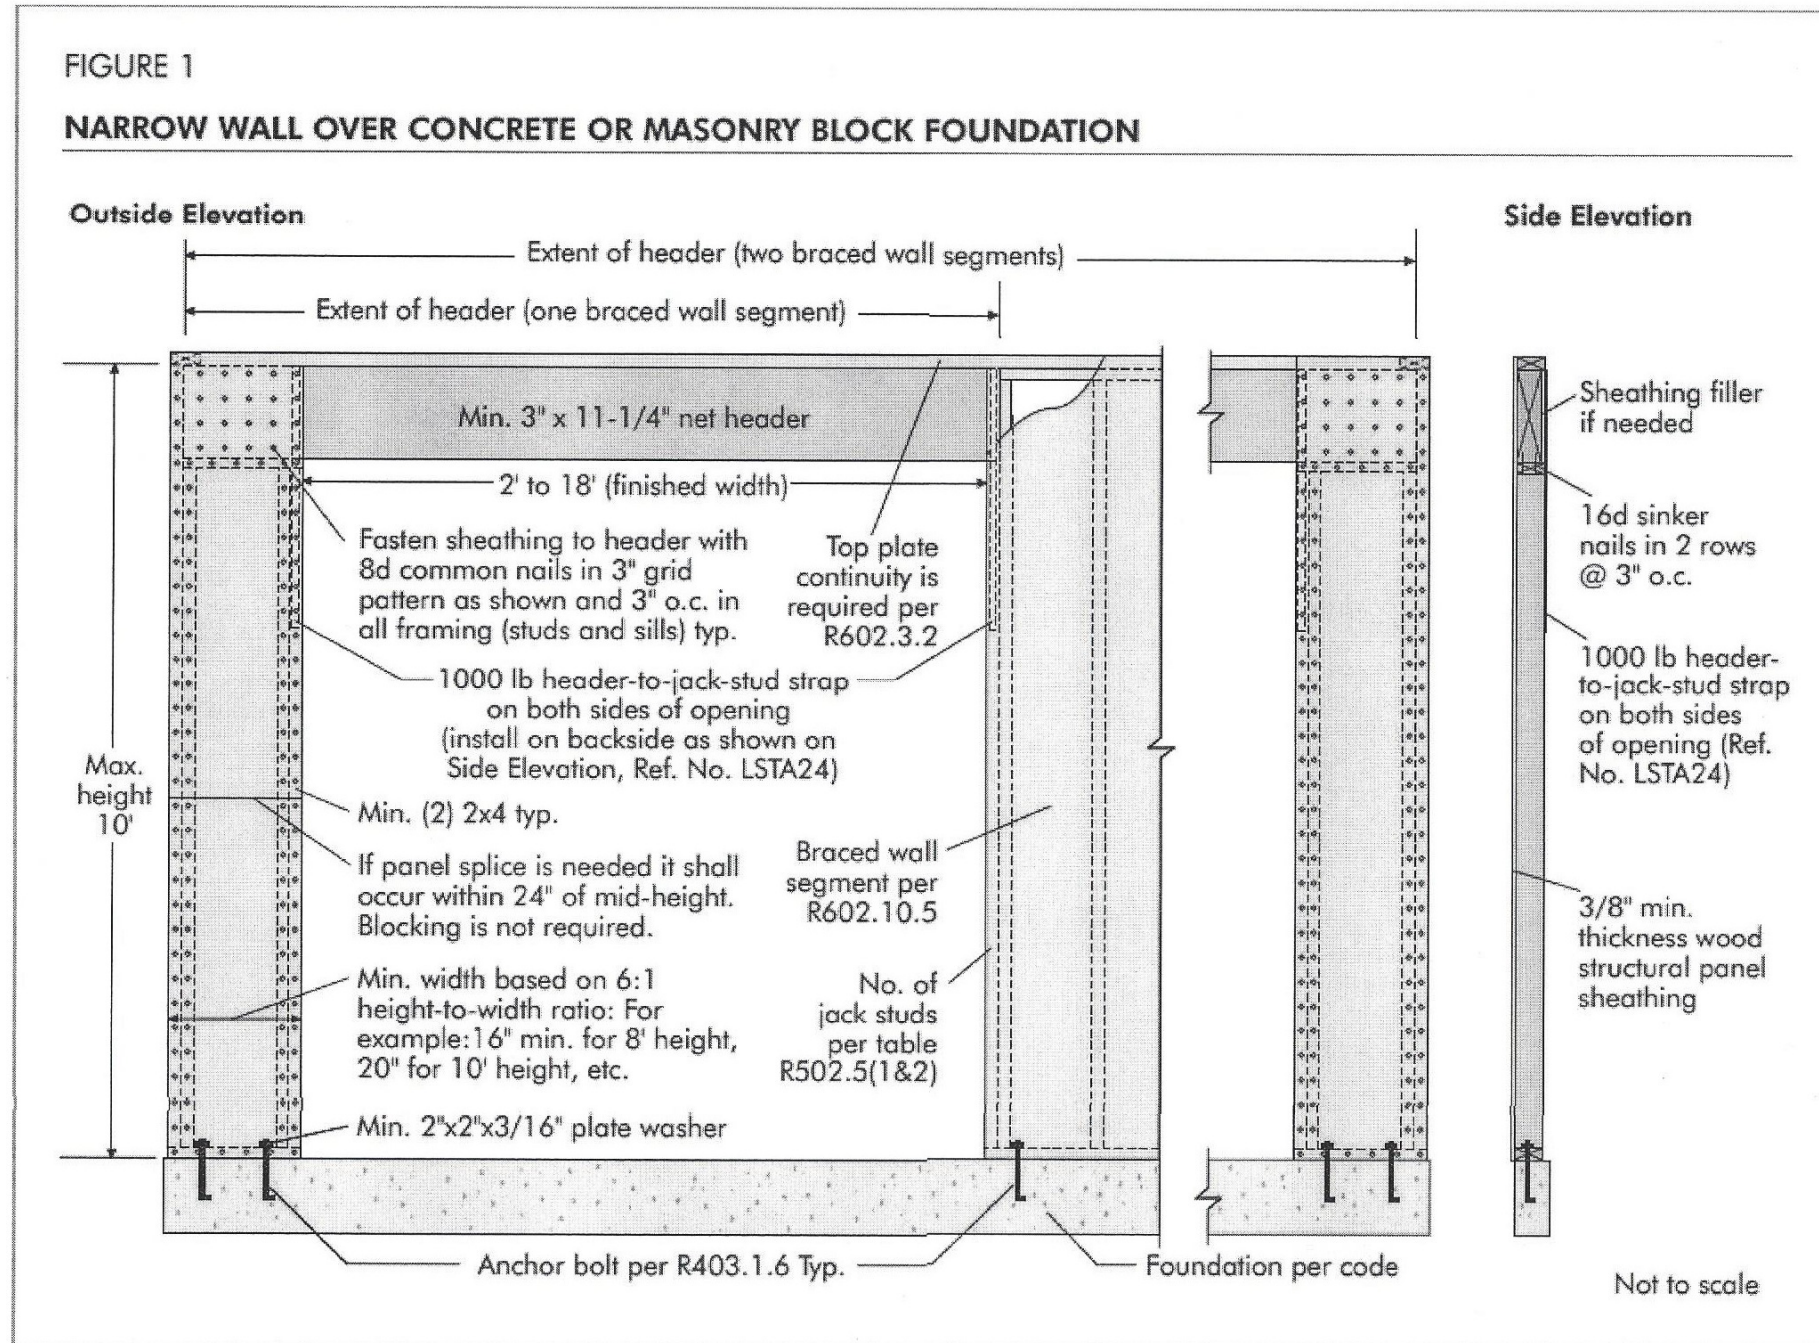 FIGURE 1
NARROW WALL OVER CONCRETE OR MASONRY BLOCK FOUNDATION
Outside Elevation
Side Elevation
Extent of header (two braced wall segments)
Extent of header (one braced wall segment)
Min. 3" x 11-1/4" net header
2' to 18' (finished width)
Fasten sheathing to header with
8d common nails in 3" grid
pattern as shown and 3" o.c. in
all framing (studs and sills) typ.
Top plate
continuity is
required per
R602.3.2
1000 lb header-to-jack-stud strap
on both sides of opening
(install on backside as shown on
Side Elevation, Ref. No. LSTA24)
Max.
height
10'
Min. (2) 2x4 typ.
If panel splice is needed it shall
occur within 24" of mid-height.
Blocking is not required.
Braced wall
segment per
R602.10.5
Min. width based on 6:1
height-to-width ratio: For
example:16" min. for 8' height,
20" for 10' height, etc.
No. of
jack studs
per table
R502.5(1&2)
Min. 2"x2"x3/16" plate washer
Anchor bolt per R403.1.6 Typ.
Foundation per code
Sheathing filler
if needed
16d sinker
nails in 2 rows
@ 3" o.c.
1000 lb header-
to-jack-stud strap
on both sides
of opening (Ref.
No. LSTA24)
3/8" min.
thickness wood
structural panel
sheathing
Not to scale